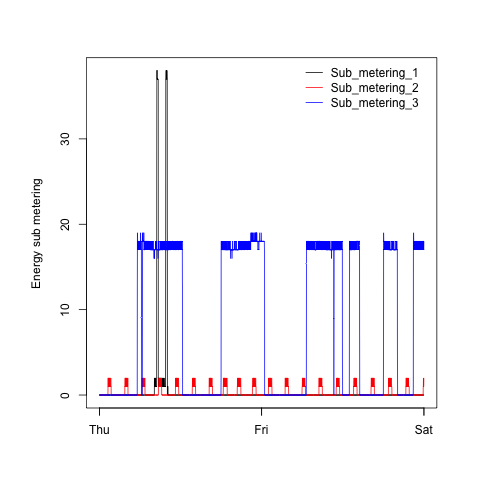 Sub_metering_1
Sub_metering_2
Sub_metering_3
Energy sub metering
30
20
10
0
Thu
Fri
Sat